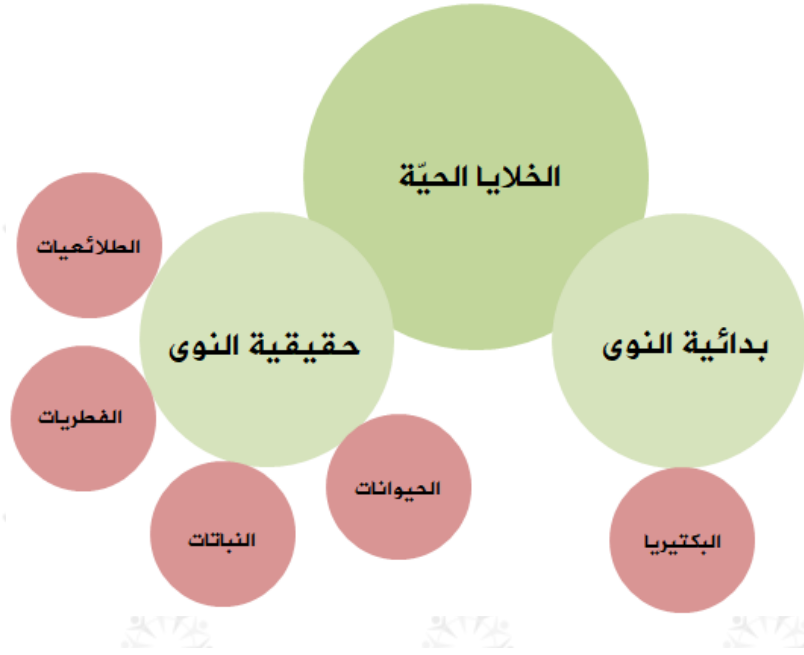 الخلايا الحيّة
بدائية النوى
حقيقية النوى
الطلائعيات
الفطريات
النباتات
الحيوانات
البكتيريا